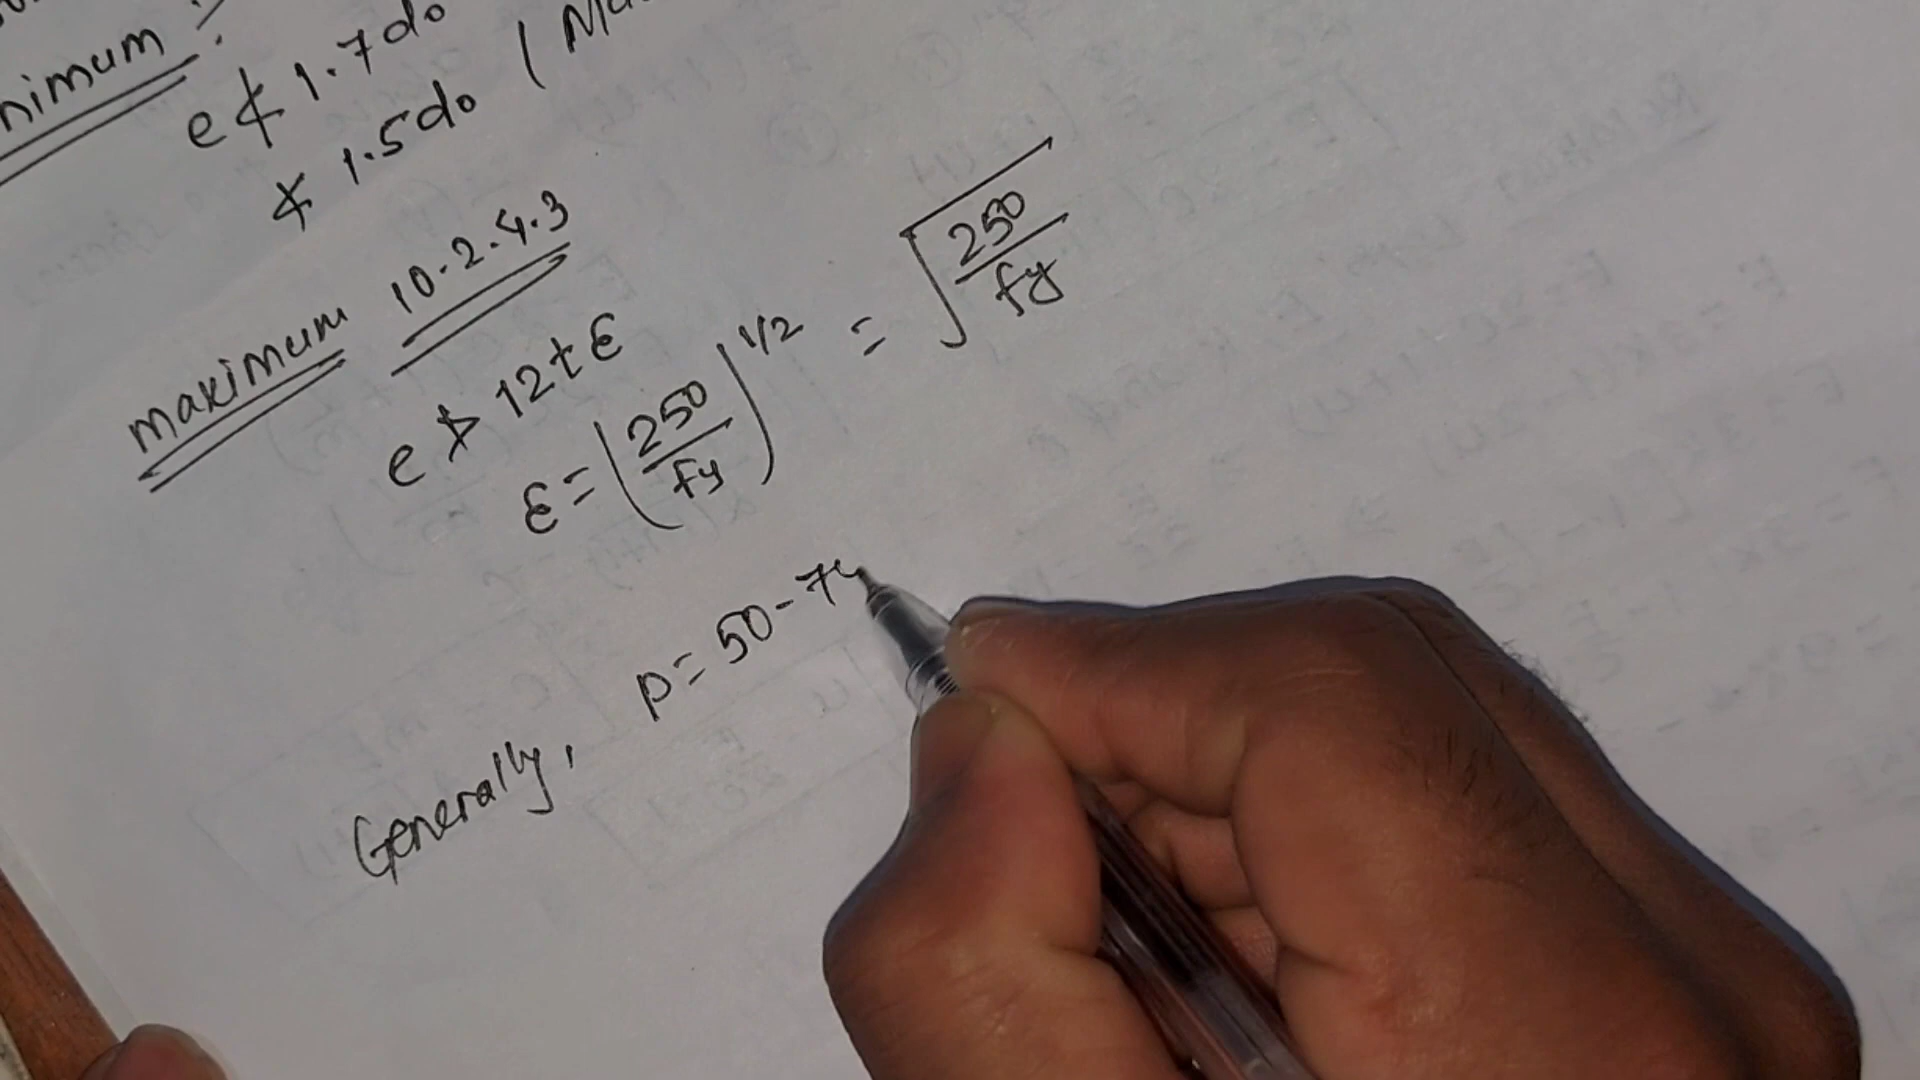 e ≮ 1.7do
≮ 1.5do (
maximum 10.2.4.3
e ≯ 12tε
ε = (250/fy)^1/2 = √250/fy
Generally, p = 50 - 7